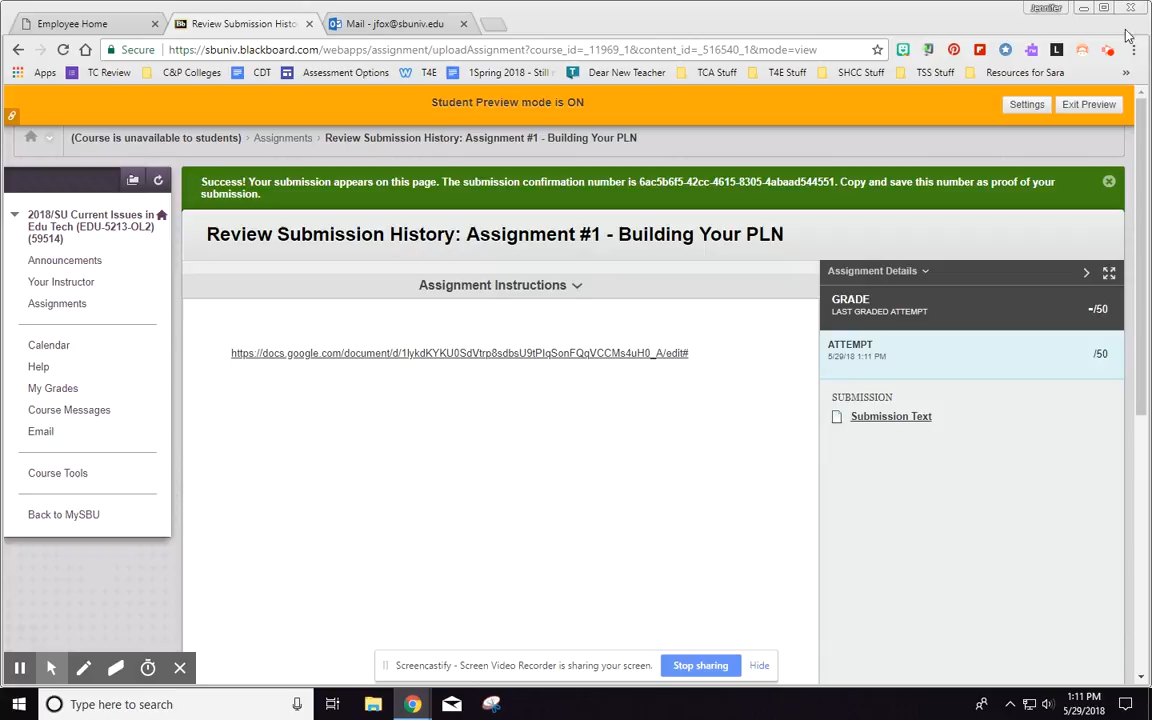 Jennifer
Employee Home
Review Submission Histo
Mail - jfox@sbuniv.edu
Secure
https://sbuniv.blackboard.com/webapps/assignment/uploadAssignment?course_id=_11969_1&content_id=_516540_1&mode=view
Apps
TC Review
C&P Colleges
CDT
Assessment Options
T4E
1Spring 2018 - Still
Dear New Teacher
TCA Stuff
T4E Stuff
SHCC Stuff
TSS Stuff
Resources for Sara
Student Preview mode is ON
Settings
Exit Preview
(Course is unavailable to students)
Assignments
Review Submission History: Assignment #1 - Building Your PLN
Success! Your submission appears on this page. The submission confirmation number is 6ac5b6f5-42cc-4615-8305-4abaad544551. Copy and save this number as proof of your
submission.
2018/SU Current Issues in
Edu Tech (EDU-5213-OL2)
(59514)
Announcements
Your Instructor
Assignments
Calendar
Help
My Grades
Course Messages
Email
Course Tools
Back to MySBU
Review Submission History: Assignment #1 - Building Your PLN
Assignment Instructions
https://docs.google.com/document/d/1IykdKYKU0SdVtrp8sdbsU9tPIqSonFQqVCCMs4uH0_A/edit#
Assignment Details
GRADE
LAST GRADED ATTEMPT
-/50
ATTEMPT
5/29/18 1:11 PM
/50
SUBMISSION
Submission Text
Screencastify - Screen Video Recorder is sharing your screen.
Stop sharing
Hide
Type here to search
1:11 PM
5/29/2018